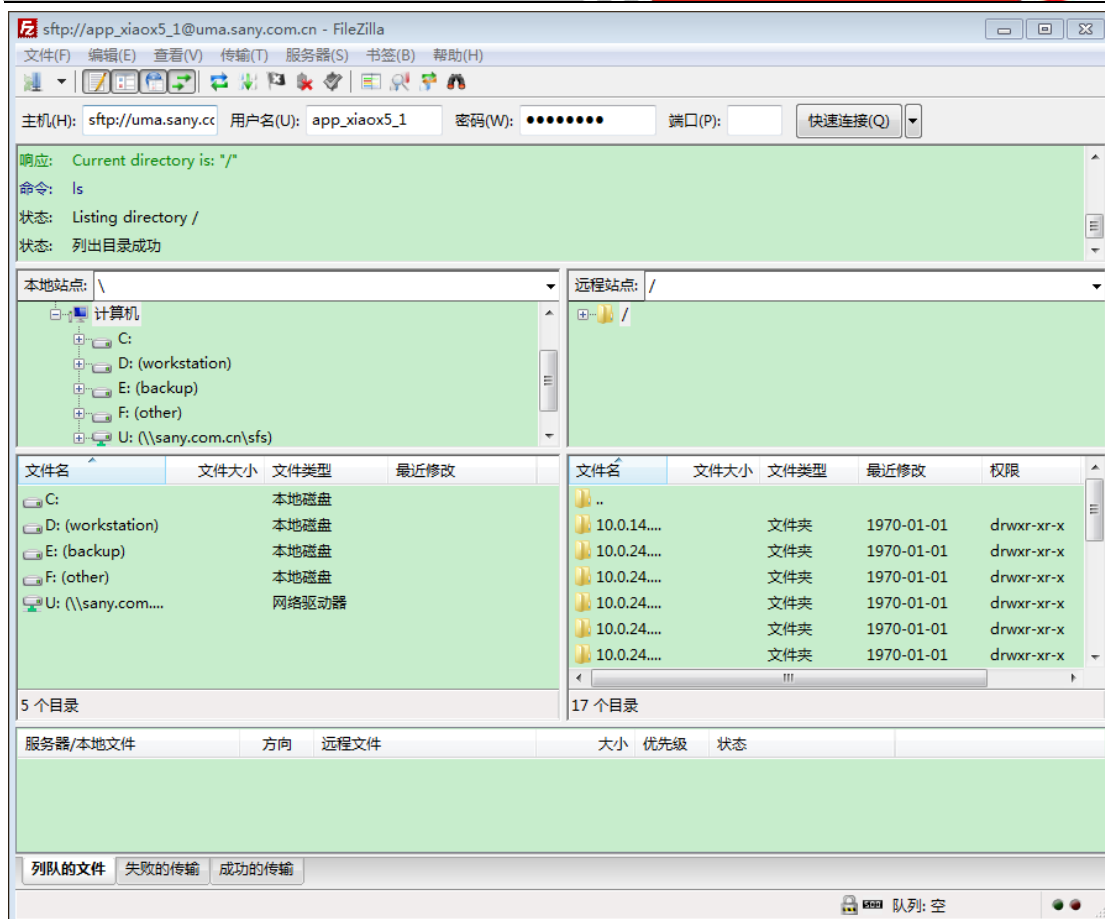 sftp://app_xiaox5_1@uma.sany.com.cn - FileZilla
文件(F) 编辑(E) 查看(V) 传输(T) 服务器(S) 书签(B) 帮助(H)
主机(H): sftp://uma.sany.cc 用户名(U): app_xiaox5_1 密码(W): ●●●●●●●● 端口(P): 快速连接(Q)
响应: Current directory is: "/"
命令: ls
状态: Listing directory /
状态: 列出目录成功
本地站点: \ 远程站点: /
计算机 /
C:
D: (workstation)
E: (backup)
F: (other)
U: (\\sany.com.cn\sfs)
文件名 文件大小 文件类型 最近修改 文件名 文件大小 文件类型 最近修改 权限
C: 本地磁盘 ..
D: (workstation) 本地磁盘 10.0.14.... 文件夹 1970-01-01 drwxr-xr-x
E: (backup) 本地磁盘 10.0.24.... 文件夹 1970-01-01 drwxr-xr-x
F: (other) 本地磁盘 10.0.24.... 文件夹 1970-01-01 drwxr-xr-x
U: (\\sany.com.... 网络驱动器 10.0.24.... 文件夹 1970-01-01 drwxr-xr-x
10.0.24.... 文件夹 1970-01-01 drwxr-xr-x
10.0.24.... 文件夹 1970-01-01 drwxr-xr-x
5 个目录 17 个目录
服务器/本地文件 方向 远程文件 大小 优先级 状态
列队的文件 失败的传输 成功的传输
队列: 空